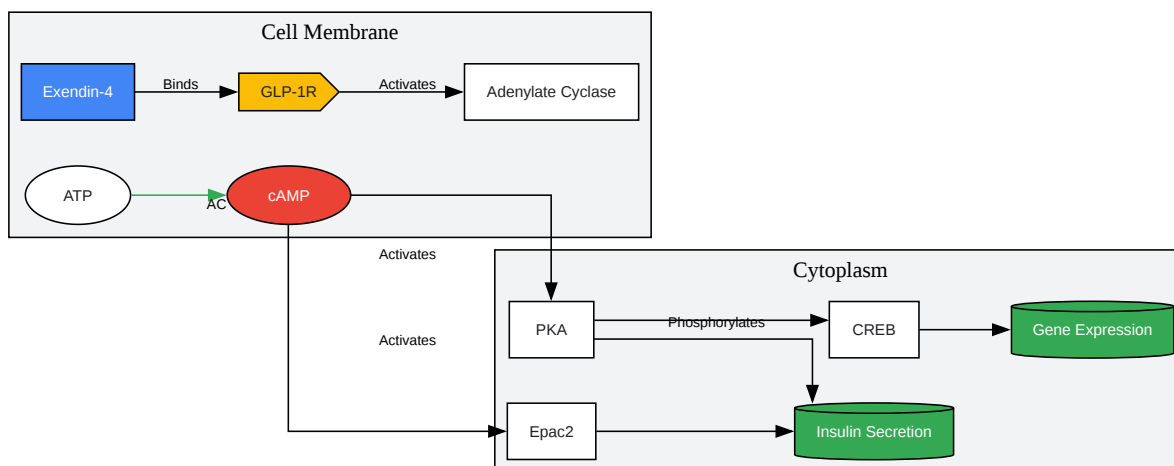 Cell Membrane
Exendin-4
Binds
GLP-1R
Activates
Adenylate Cyclase
ATP
AC
cAMP
Activates
Cytoplasm
PKA
Phosphorylates
CREB
Gene Expression
Activates
Epac2
Insulin Secretion